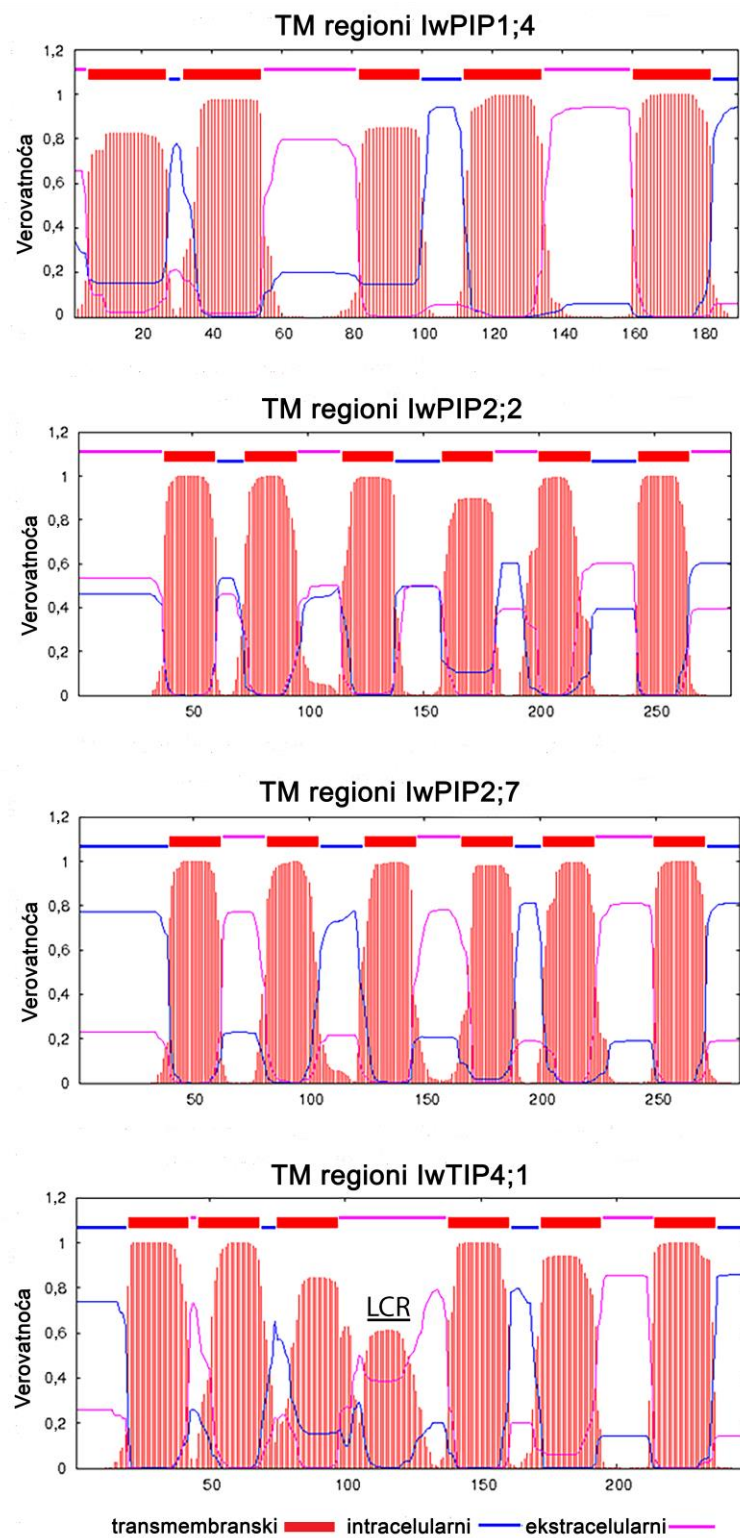 TM regioni IwPIP1;4
1,2
1
0,8
0,6
0,4
0,2
0
Verovatnoća
20 40 60 80 100 120 140 160 180
TM regioni IwPIP2;2
1,2
1
0,8
0,6
0,4
0,2
0
Verovatnoća
50 100 150 200 250
TM regioni IwPIP2;7
1,2
1
0,8
0,6
0,4
0,2
0
Verovatnoća
50 100 150 200 250
TM regioni IwTIP4;1
1,2
1
0,8
0,6
0,4
0,2
0
Verovatnoća
LCR
50 100 150 200
transmembranski intracelularni ekstracelularni